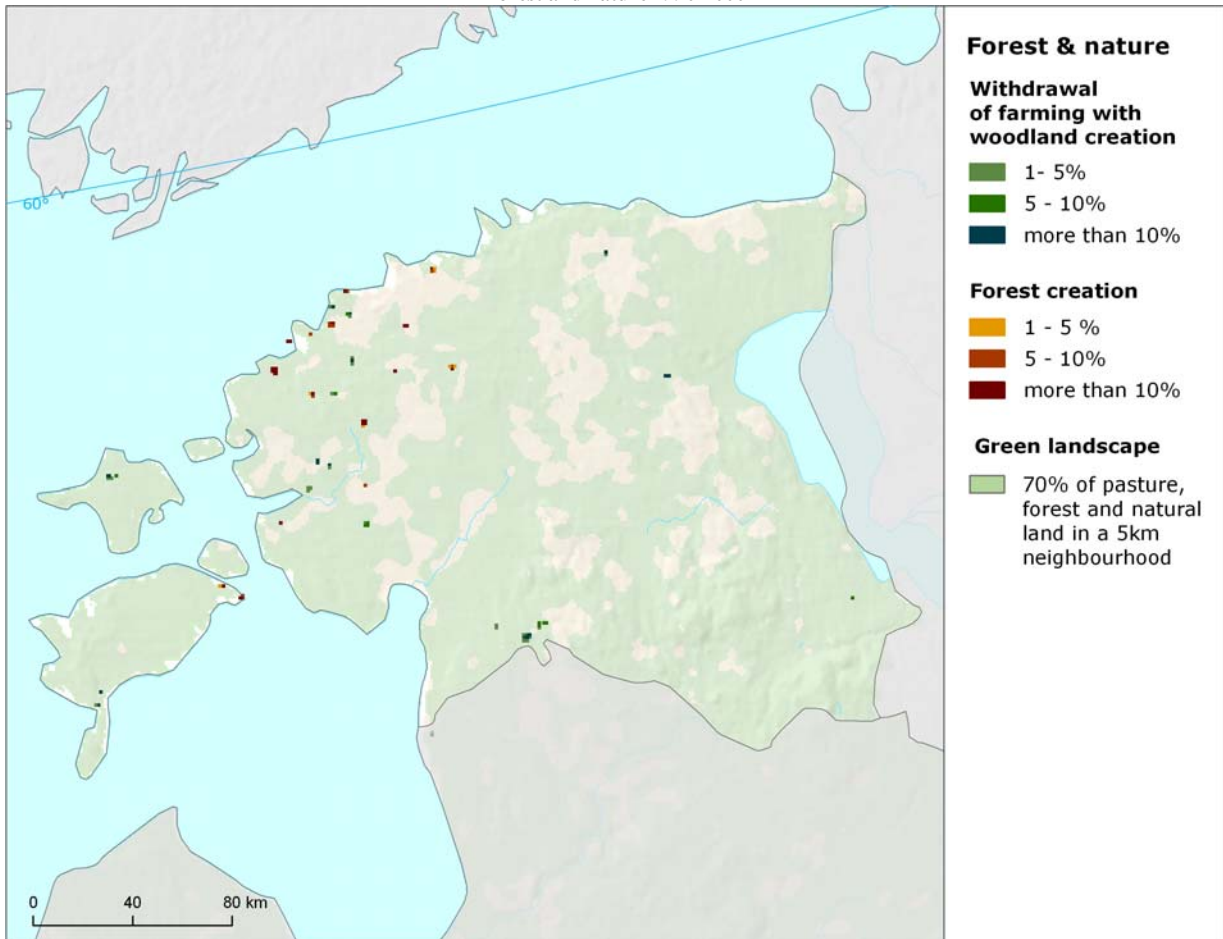 Forest & nature
Withdrawal
of farming with
woodland creation
1- 5%
5 - 10%
more than 10%
Forest creation
1 - 5 %
5 - 10%
more than 10%
Green landscape
70% of pasture,
forest and natural
land in a 5km
neighbourhood
60°
0 40 80 km